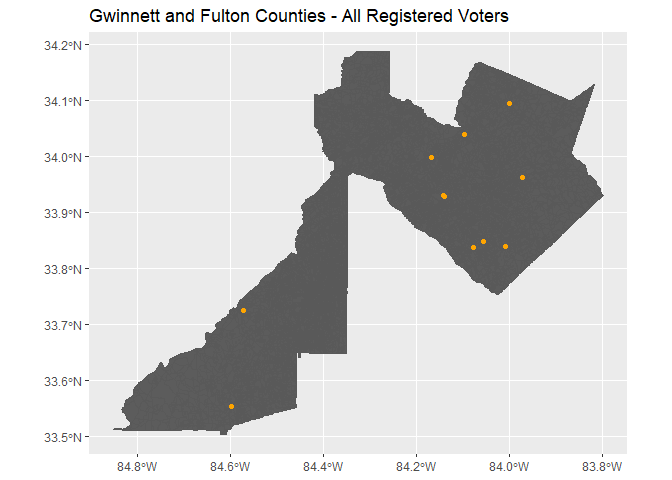 Gwinnett and Fulton Counties - All Registered Voters
34.2°N
34.1°N
34.0°N
33.9°N
33.8°N
33.7°N
33.6°N
33.5°N
84.8°W 84.6°W 84.4°W 84.2°W 84.0°W 83.8°W